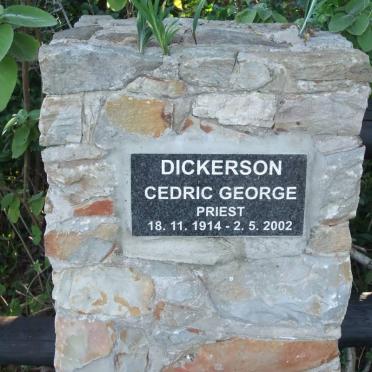 DICKERSON
CEDRIC GEORGE
PRIEST
18. 11. 1914 - 2. 5. 2002